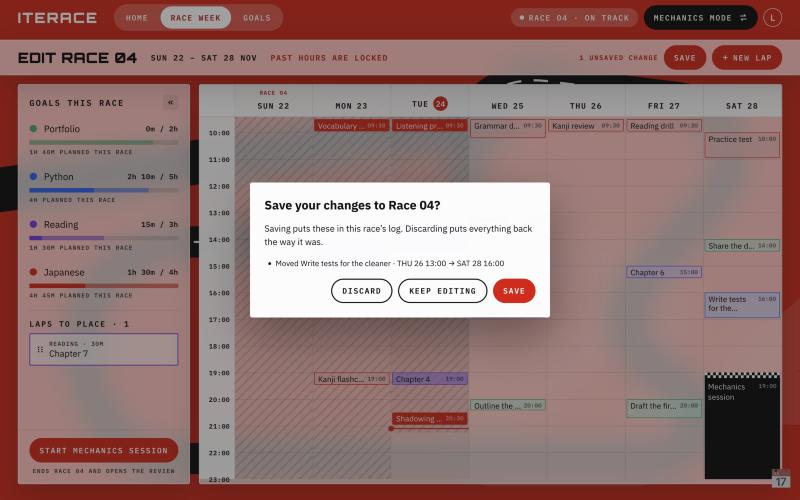 ITERACE
HOME RACE WEEK GOALS
RACE 04 · ON TRACK
MECHANICS MODE
L
EDIT RACE 04 SUN 22 – SAT 28 NOV PAST HOURS ARE LOCKED
1 UNSAVED CHANGE SAVE + NEW LAP
GOALS THIS RACE «
Portfolio 0m / 2h
1H 40M PLANNED THIS RACE
Python 2h 10m / 5h
4H PLANNED THIS RACE
Reading 15m / 3h
1H 30M PLANNED THIS RACE
Japanese 1h 30m / 4h
4H 45M PLANNED THIS RACE
LAPS TO PLACE · 1
READING · 30M
Chapter 7
START MECHANICS SESSION
ENDS RACE 04 AND OPENS THE REVIEW
RACE 04
SUN 22 MON 23 TUE 24 WED 25 THU 26 FRI 27 SAT 28
Vocabulary ... 09:30 Listening pr... 09:30 Grammar d... 09:30 Kanji review 09:30 Reading drill 09:30
10:00
Practice test 10:00
11:00
12:00
13:00
14:00
Share the d... 14:00
15:00
Chapter 6 15:00
16:00
Write tests for the... 16:00
17:00
Save your changes to Race 04?
Saving puts these in this race's log. Discarding puts everything back
the way it was.
• Moved Write tests for the cleaner · THU 26 13:00 → SAT 28 16:00
DISCARD KEEP EDITING SAVE
19:00
Kanji flashc... 19:00 Chapter 4 19:00
Mechanics session 19:00
20:00
Outline the ... 20:00 Draft the fir... 20:00
Shadowing ... 20:30
21:00
22:00
23:00
17